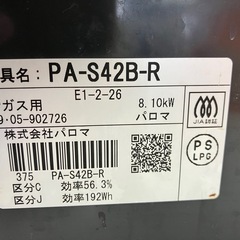 具名: PA-S42B-R
E1-2-26
ガス用 8.10kW
9-05-902726 パロマ
株式会社パロマ
JIA認証
PS
LPG
375 PA-S42B-R
区分C 効率56.3%
区分J 効率192Wh